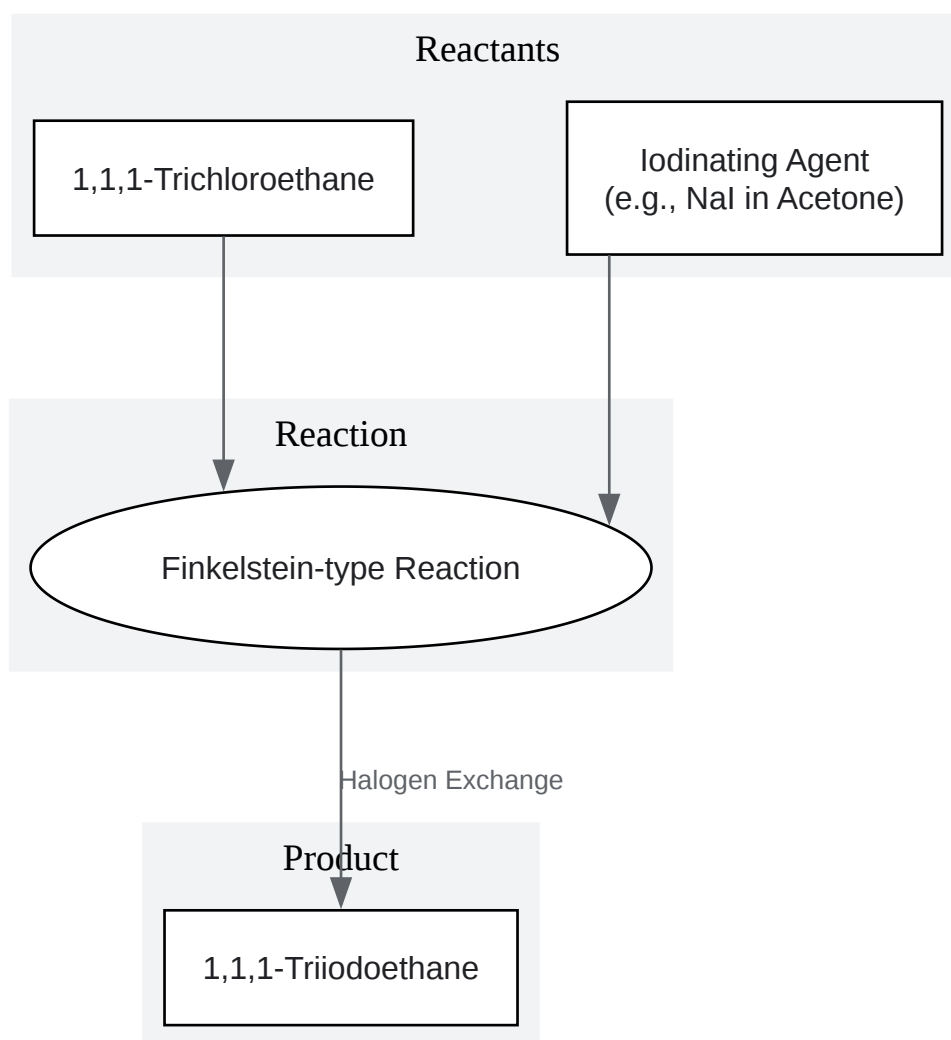 Reactants
1,1,1-Trichloroethane
Iodinating Agent
(e.g., NaI in Acetone)
Reaction
Finkelstein-type Reaction
Halogen Exchange
Product
1,1,1-Triiodoethane